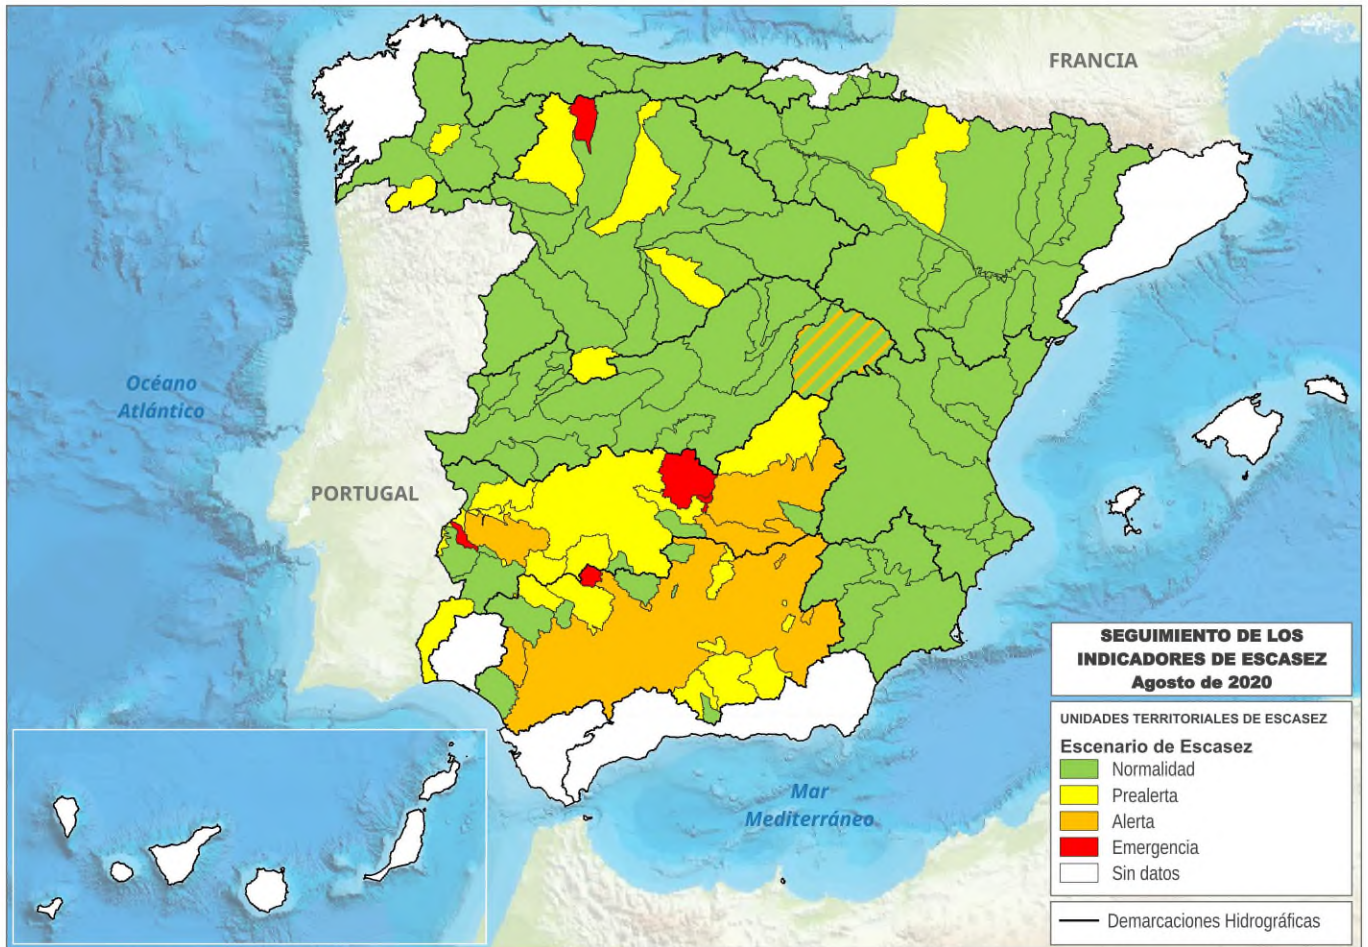 FRANCIA
Océano
Atlántico
PORTUGAL
Mar
Mediterráneo
SEGUIMIENTO DE LOS
INDICADORES DE ESCASEZ
Agosto de 2020
UNIDADES TERRITORIALES DE ESCASEZ
Escenario de Escasez
Normalidad
Prealerta
Alerta
Emergencia
Sin datos
Demarcaciones Hidrográficas